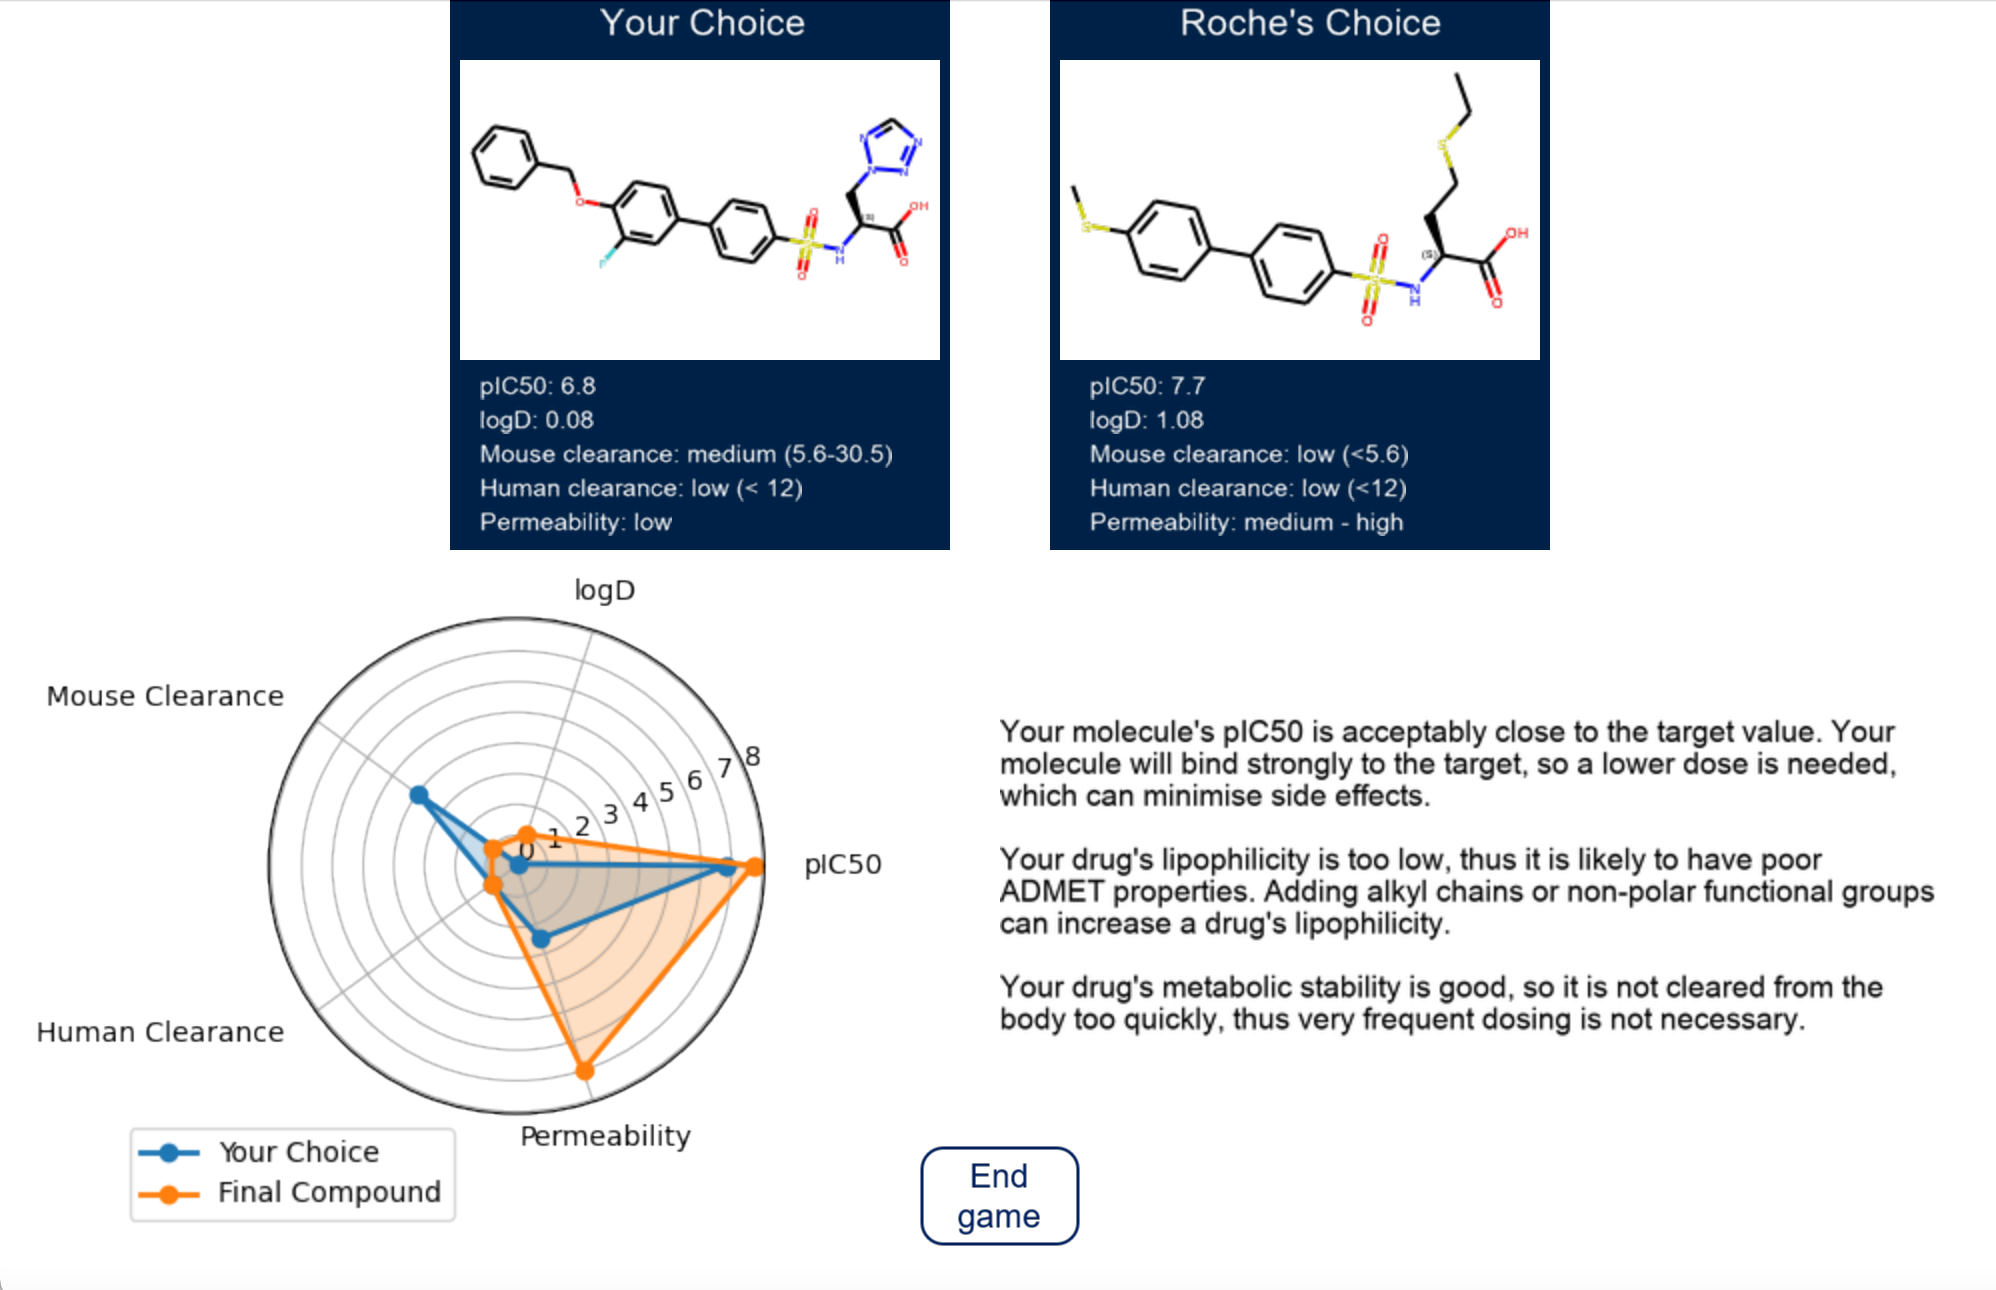 Your Choice
Roche's Choice
N
N
N
N
O
F
O
S
O
N
H
(S)
OH
O
S
S
O
S
O
N
H
(S)
OH
O
pIC50: 6.8
logD: 0.08
Mouse clearance: medium (5.6-30.5)
Human clearance: low (< 12)
Permeability: low
pIC50: 7.7
logD: 1.08
Mouse clearance: low (<5.6)
Human clearance: low (<12)
Permeability: medium - high
logD
Mouse Clearance
Human Clearance
Permeability
pIC50
0
1
2
3
4
5
6
7
8
Your Choice
Final Compound
Your molecule's pIC50 is acceptably close to the target value. Your
molecule will bind strongly to the target, so a lower dose is needed,
which can minimise side effects.
Your drug's lipophilicity is too low, thus it is likely to have poor
ADMET properties. Adding alkyl chains or non-polar functional groups
can increase a drug's lipophilicity.
Your drug's metabolic stability is good, so it is not cleared from the
body too quickly, thus very frequent dosing is not necessary.
End
game